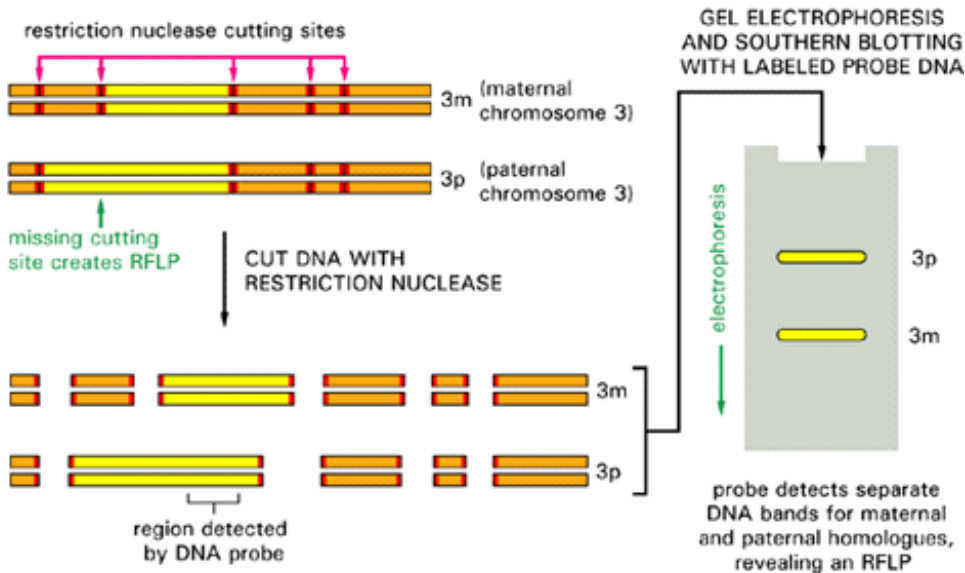 restriction nuclease cutting sites
3m (maternal
chromosome 3)
3p (paternal
chromosome 3)
missing cutting
site creates RFLP
CUT DNA WITH
RESTRICTION NUCLEASE
3m
3p
region detected
by DNA probe
GEL ELECTROPHORESIS
AND SOUTHERN BLOTTING
WITH LABELED PROBE DNA
electrophoresis
3p
3m
probe detects separate
DNA bands for maternal
and paternal homologues,
revealing an RFLP